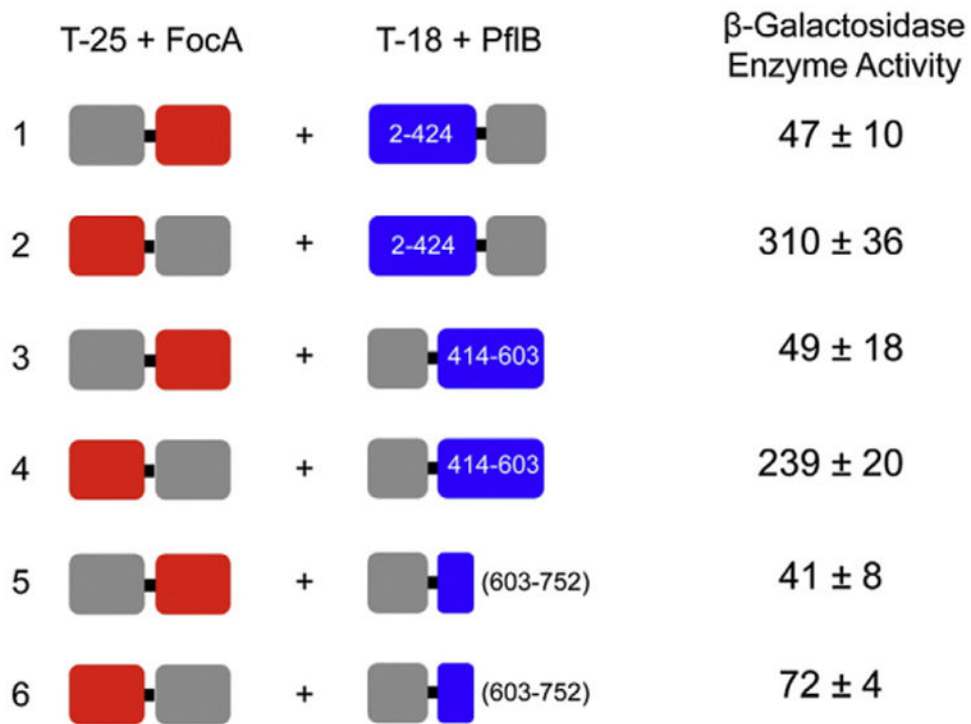 T-25 + FocA T-18 + PflB β-Galactosidase
Enzyme Activity
1 + 2-424 47 ± 10
2 + 2-424 310 ± 36
3 + 414-603 49 ± 18
4 + 414-603 239 ± 20
5 + (603-752) 41 ± 8
6 + (603-752) 72 ± 4